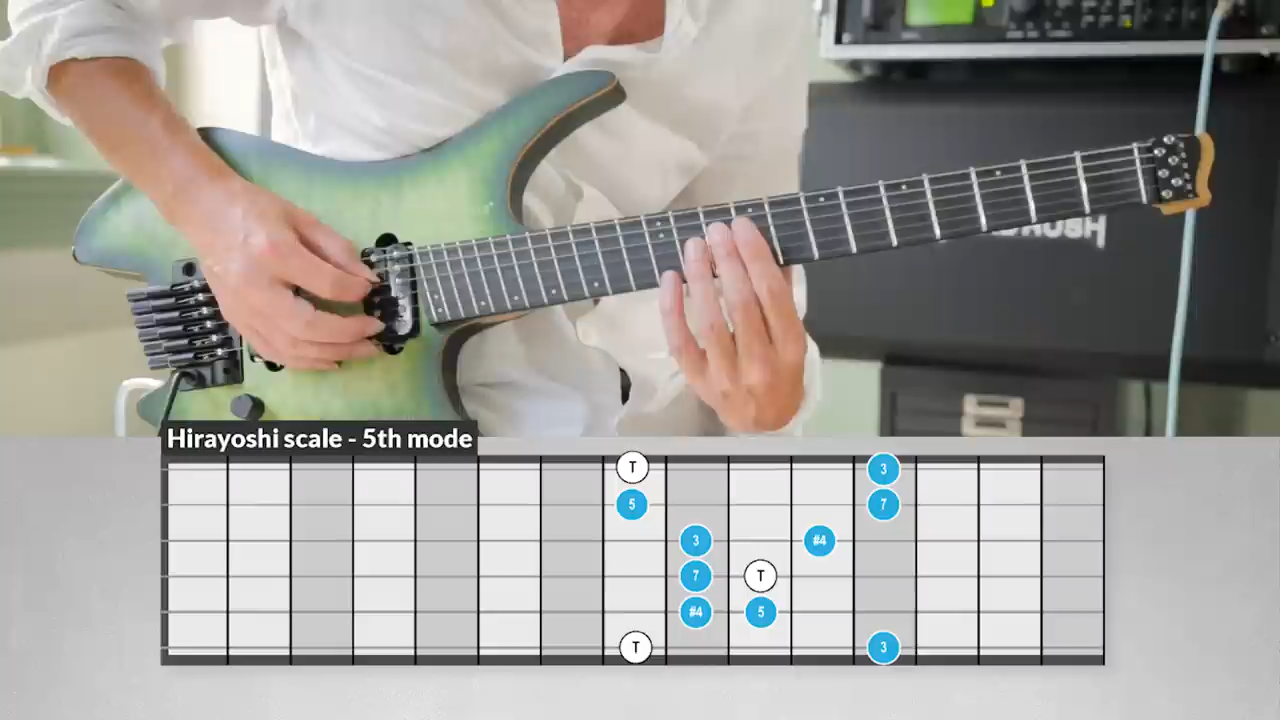 Hirayoshi scale - 5th mode
T 3
5 7
3 #4
7 T
#4 5
T 3